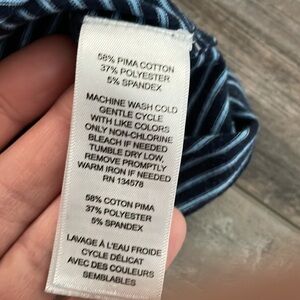 58% PIMA COTTON
37% POLYESTER
5% SPANDEX
MACHINE WASH COLD
GENTLE CYCLE
WITH LIKE COLORS
ONLY NON-CHLORINE
BLEACH IF NEEDED
TUMBLE DRY LOW,
REMOVE PROMPTLY
WARM IRON IF NEEDED
RN 134578
58% COTON PIMA
37% POLYESTER
5% SPANDEX
LAVAGE À L'EAU FROIDE
CYCLE DÉLICAT
AVEC DES COULEURS
SEMBLABLES